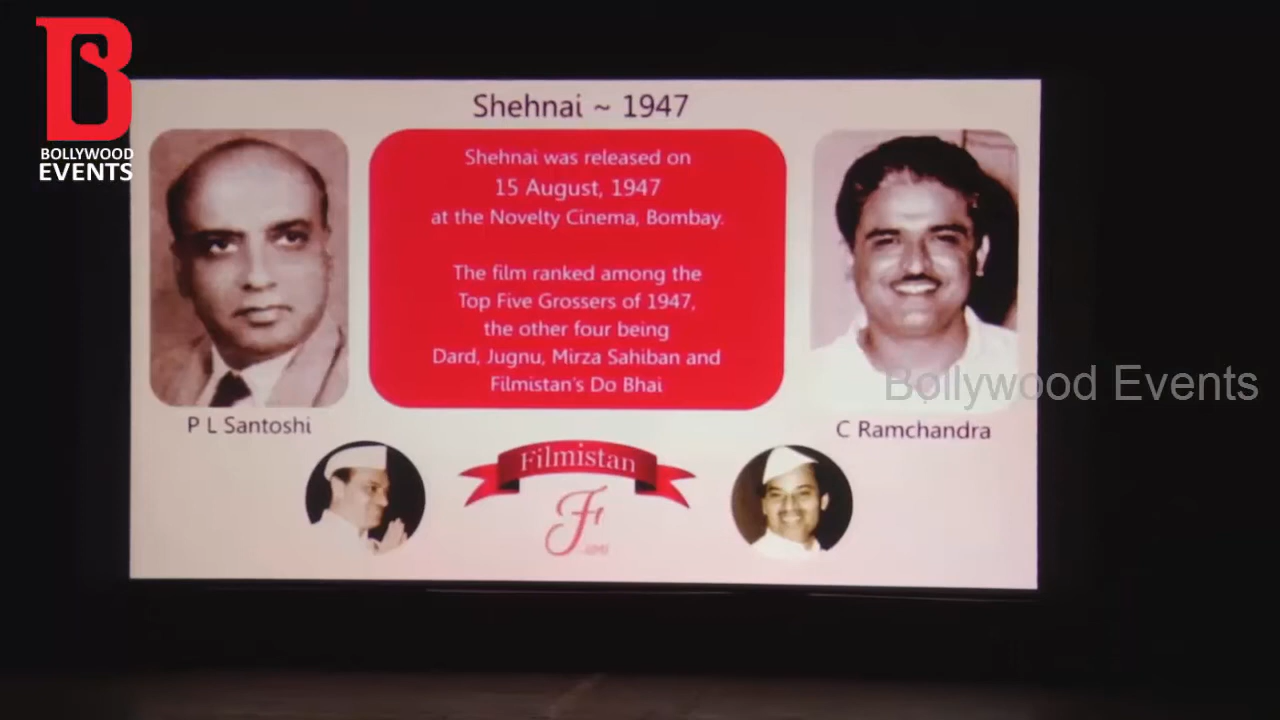 BOLLYWOOD
EVENTS
Shehnai ~ 1947
Shehnai was released on
15 August, 1947
at the Novelty Cinema, Bombay.
The film ranked among the
Top Five Grossers of 1947,
the other four being
Dard, Jugnu, Mirza Sahiban and
Filmistan's Do Bhai
Bollywood Events
P L Santoshi
C Ramchandra
Filmistan
F